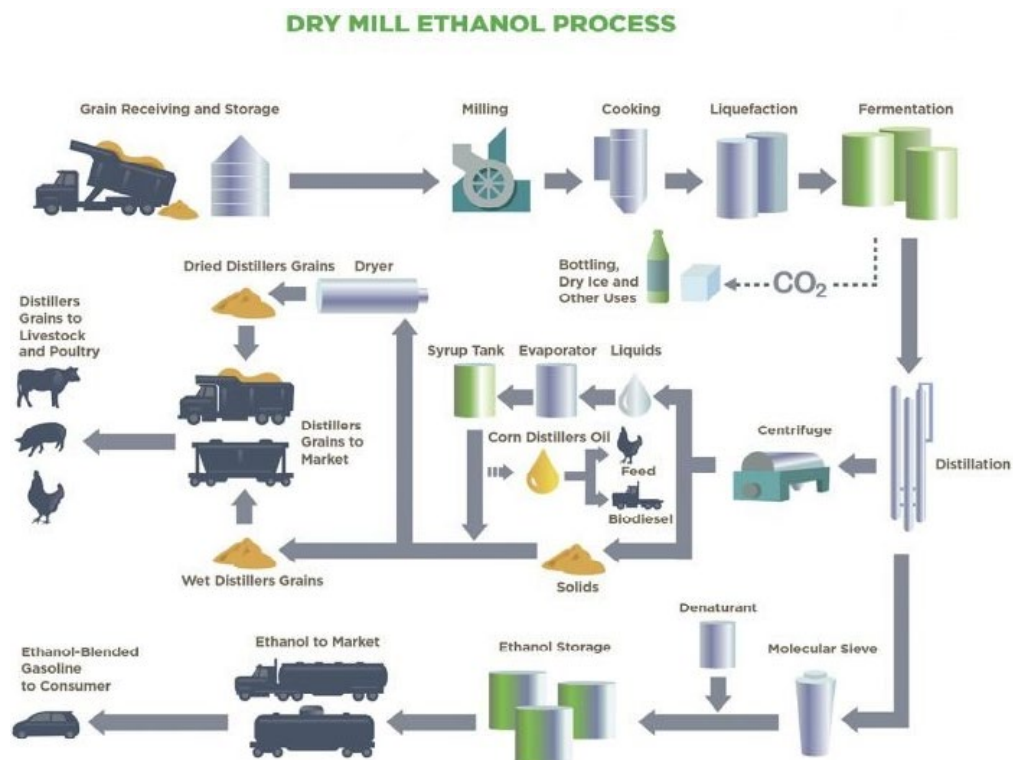 DRY MILL ETHANOL PROCESS
Grain Receiving and Storage
Milling
Cooking
Liquefaction
Fermentation
Bottling,
Dry Ice and
Other Uses
CO2
Dried Distillers Grains
Dryer
Distillers
Grains to
Livestock
and Poultry
Syrup Tank
Evaporator
Liquids
Distillers
Grains to
Market
Corn Distillers Oil
Feed
Biodiesel
Centrifuge
Distillation
Wet Distillers Grains
Solids
Denaturant
Ethanol-Blended
Gasoline
to Consumer
Ethanol to Market
Ethanol Storage
Molecular Sieve